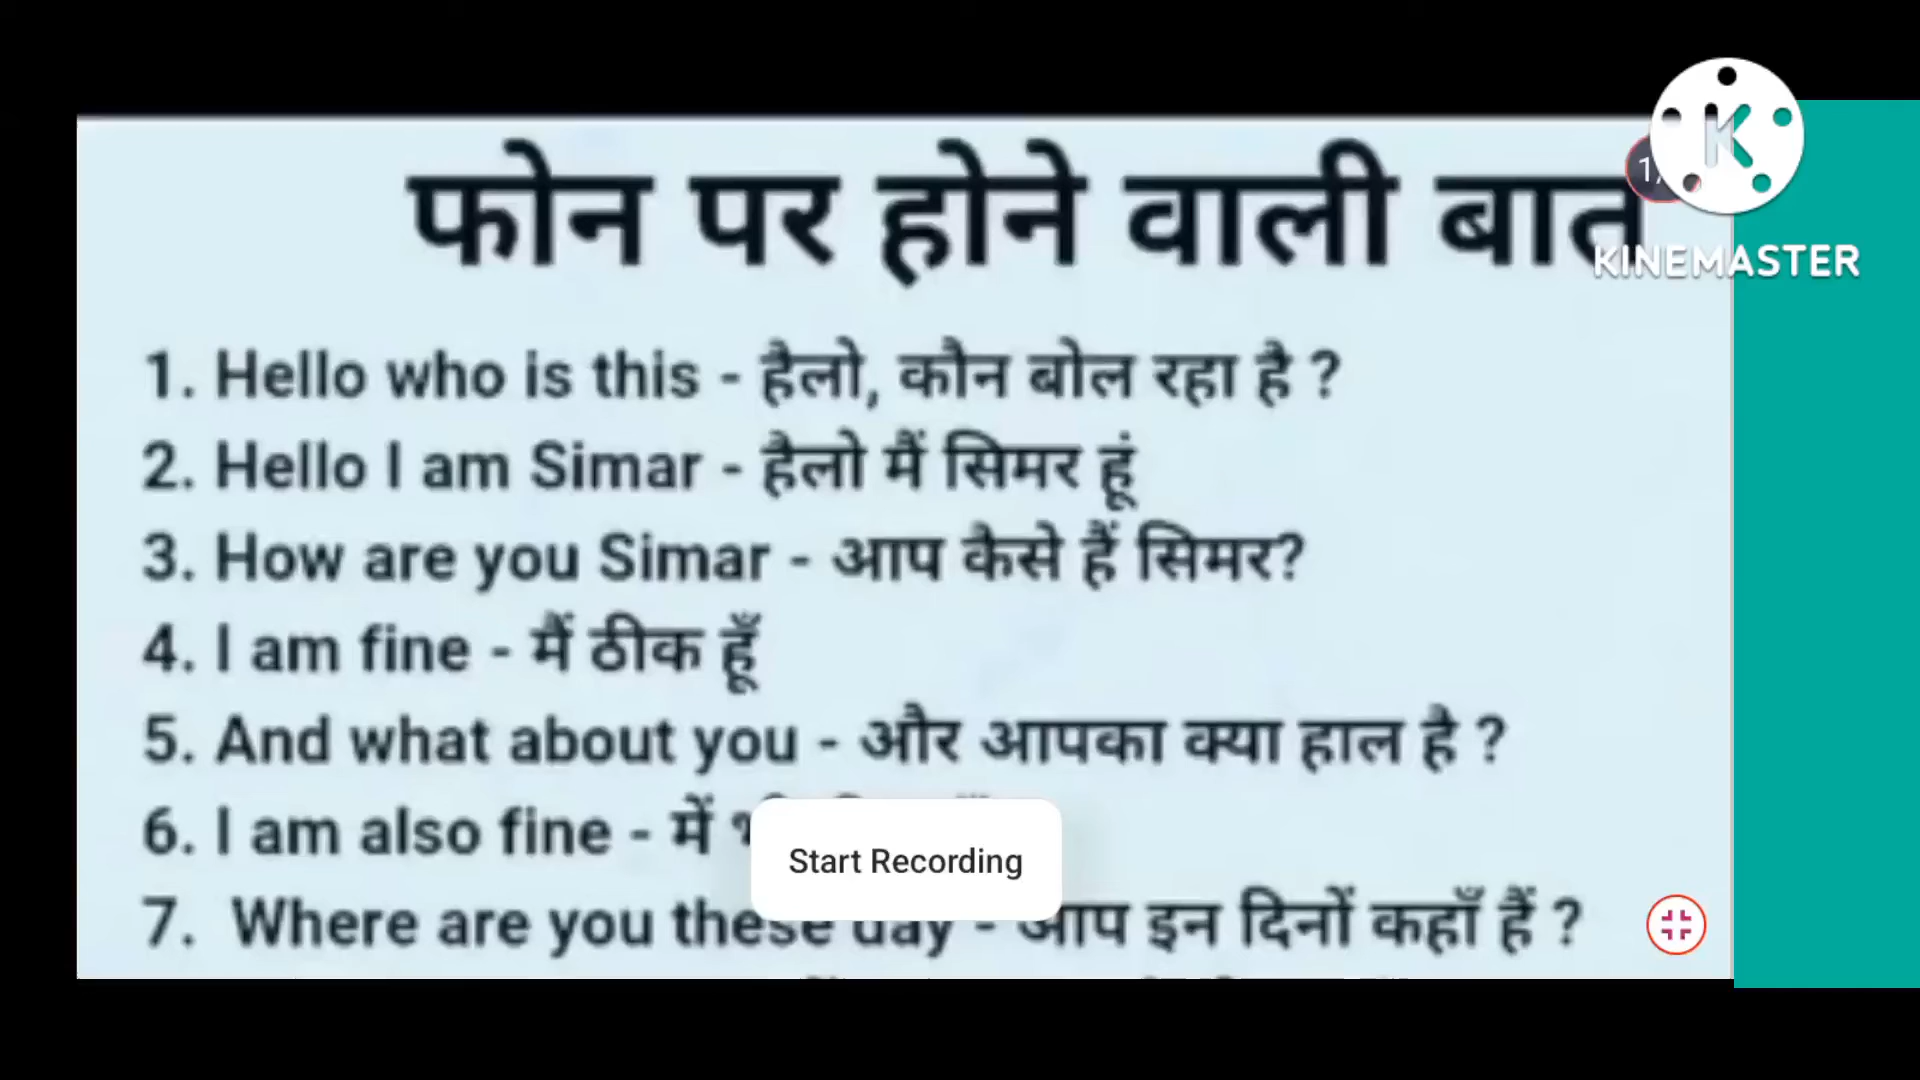 फोन पर होने वाली बात
KINEMASTER
1. Hello who is this - हैलो, कौन बोल रहा है ?
2. Hello I am Simar - हैलो मैं सिमर हूं
3. How are you Simar - आप कैसे हैं सिमर?
4. I am fine - मैं ठीक हूँ
5. And what about you - और आपका क्या हाल है ?
6. I am also fine - में
Start Recording
7. Where are you these day - आप इन दिनों कहाँ हैं ?